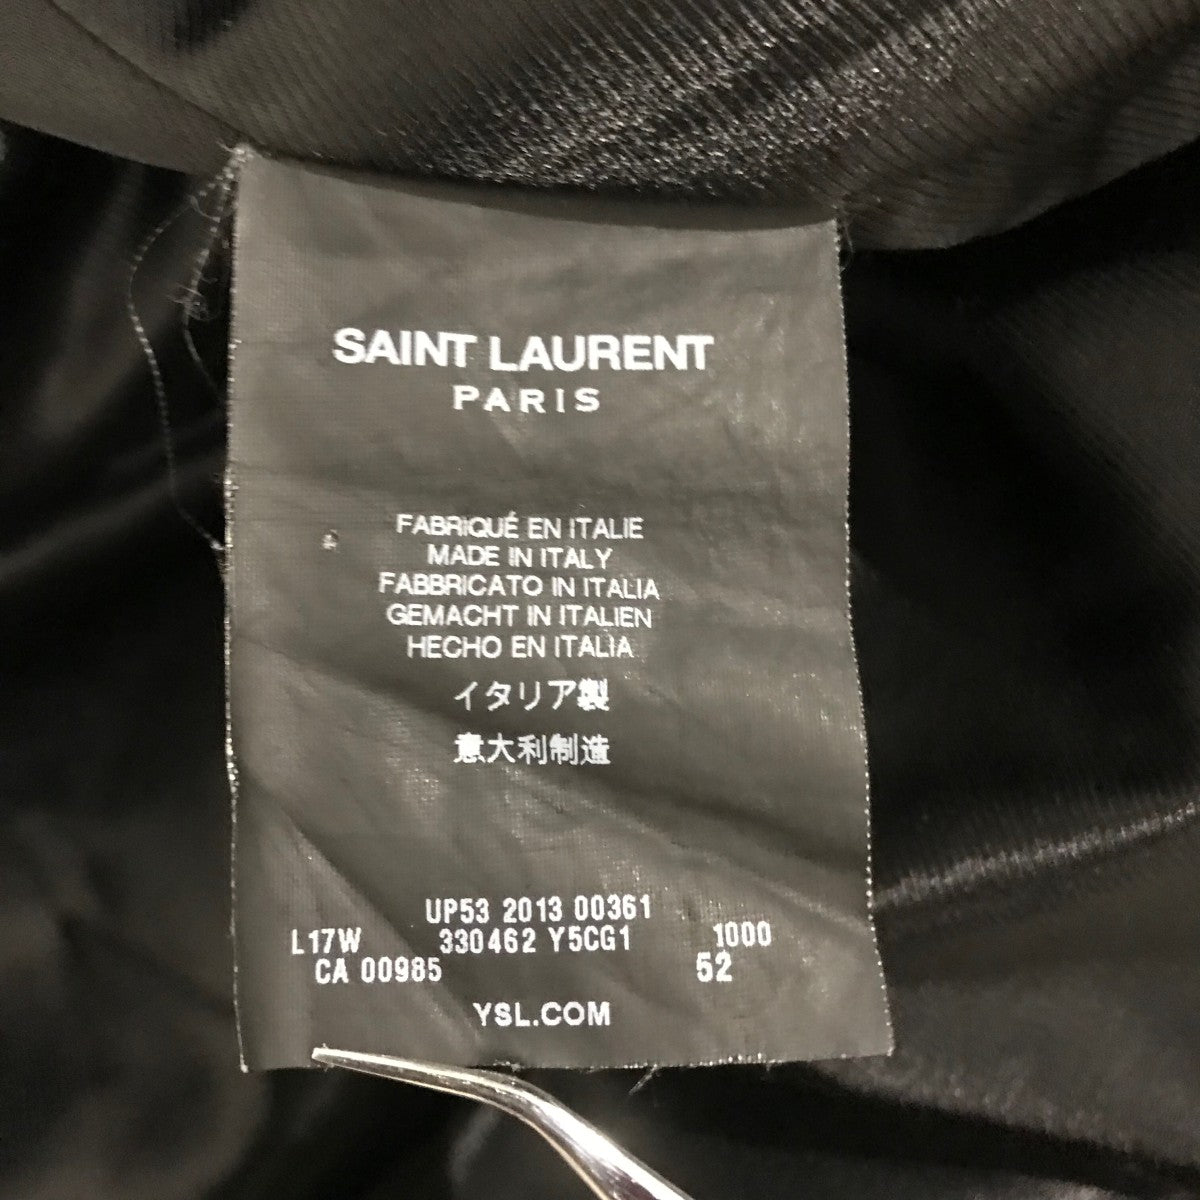 SAINT LAURENT
PARIS
FABRIQUÉ EN ITALIE
MADE IN ITALY
FABBRICATO IN ITALIA
GEMACHT IN ITALIEN
HECHO EN ITALIA
イタリア製
意大利制造
UP53 2013 00361
L17W 330462 Y5CG1 1000
CA 00985 52
YSL.COM